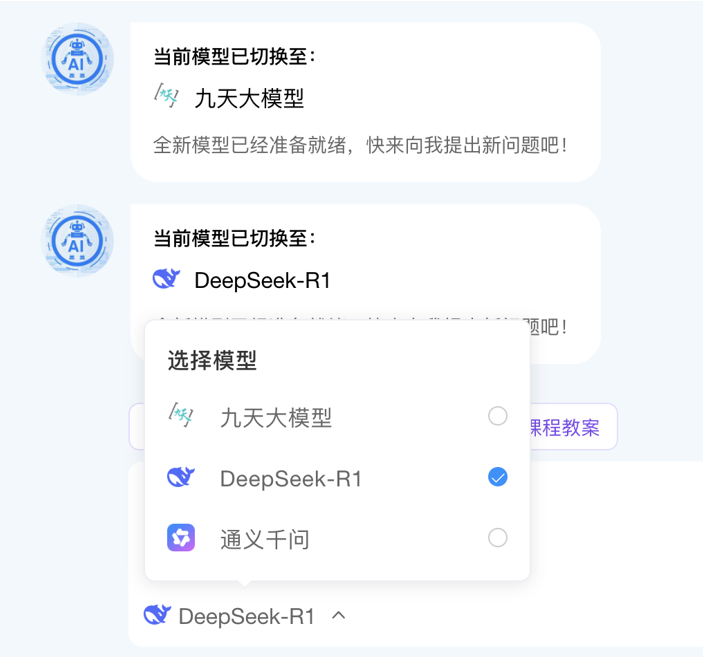 AI
当前模型已切换至：
九天大模型
全新模型已经准备就绪，快来向我提出新问题吧！
AI
当前模型已切换至：
DeepSeek-R1
题吧！
选择模型
九天大模型
课程教案
DeepSeek-R1
通义千问
DeepSeek-R1